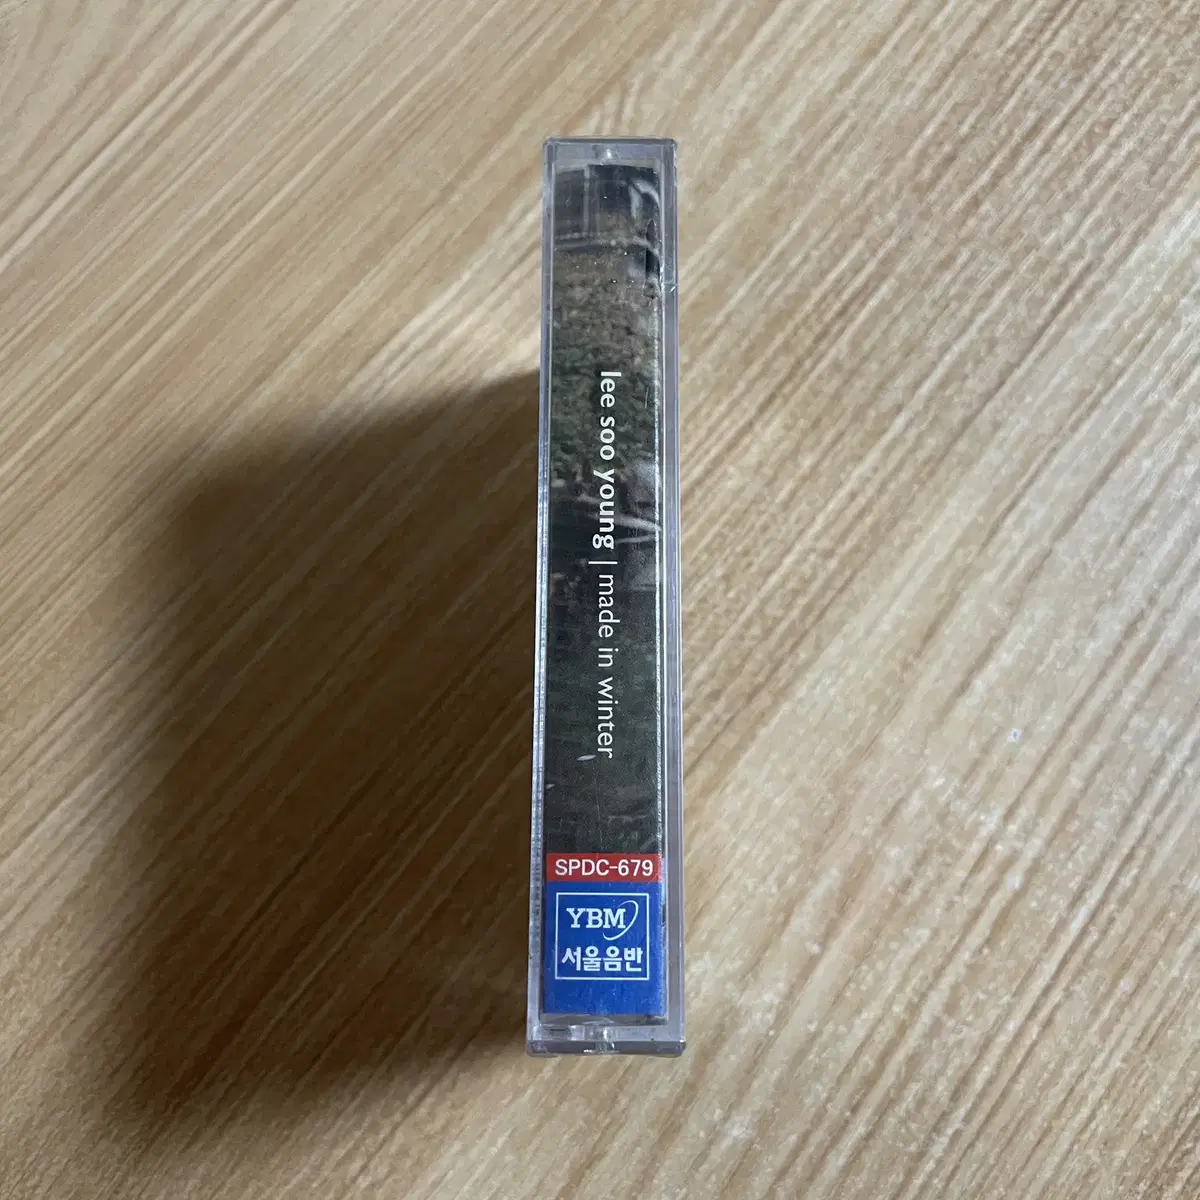 lee soo young | made in winter
SPDC-679
YBM
서울음반